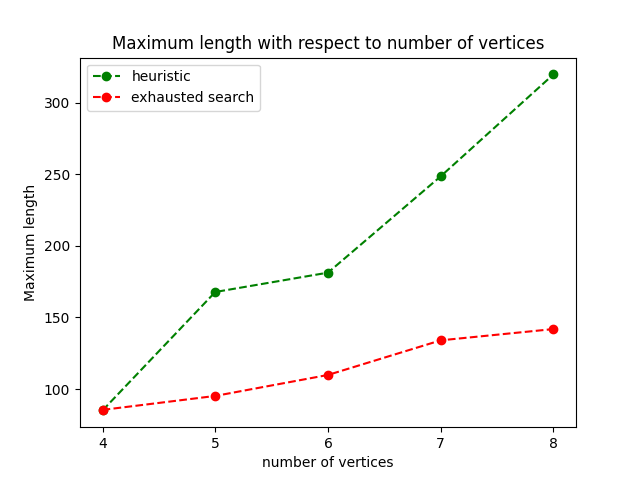 Maximum length with respect to number of vertices
heuristic
exhausted search
Maximum length
300
250
200
150
100
4 5 6 7 8
number of vertices